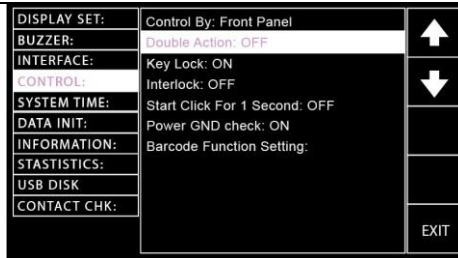 DISPLAY SET:
BUZZER:
INTERFACE:
CONTROL:
SYSTEM TIME:
DATA INIT:
INFORMATION:
STASTISTICS:
USB DISK
CONTACT CHK:
Control By: Front Panel
Double Action: OFF
Key Lock: ON
Interlock: OFF
Start Click For 1 Second: OFF
Power GND check: ON
Barcode Function Setting:
EXIT